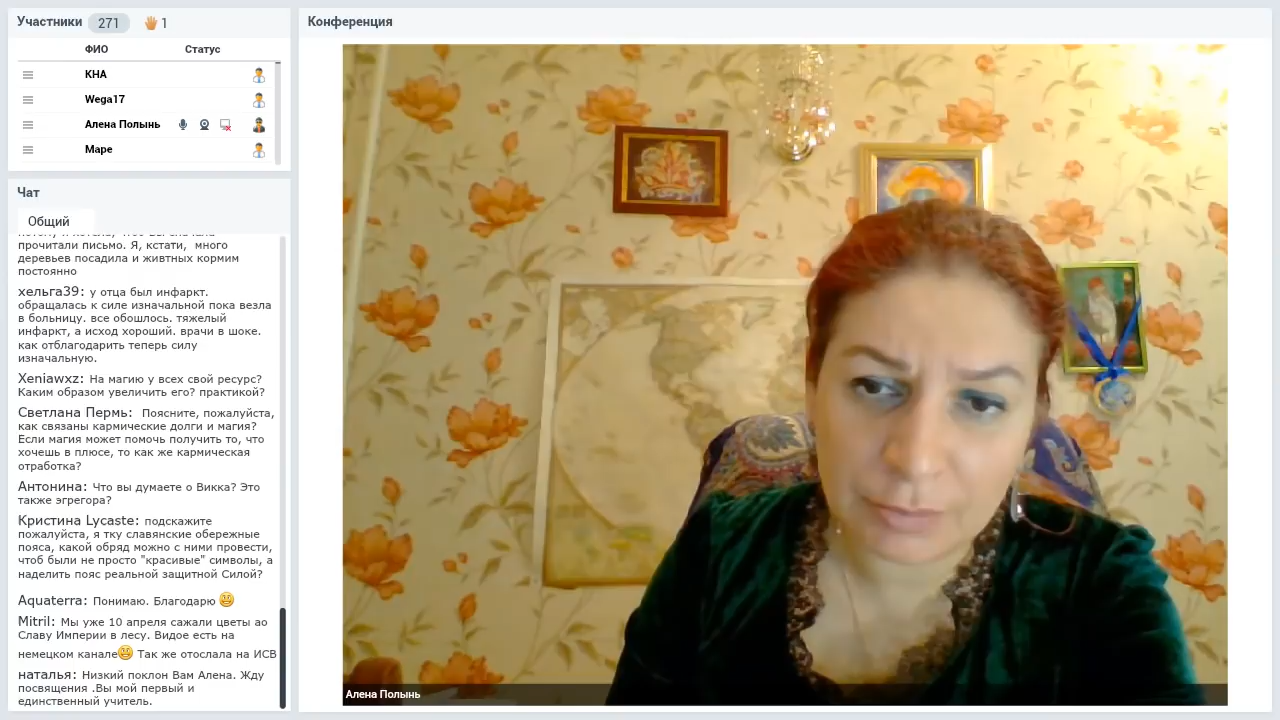 Участники 271 1
ФИО Статус
КНА
Wega17
Алена Полынь
Маре
Чат
Общий
прочитали письмо. Я, кстати, много
деревьев посадила и живтных кормим
постоянно
хельга39: у отца был инфаркт.
обращалась к силе изначальной пока везла
в больницу. все обошлось. тяжелый
инфаркт, а исход хороший. врачи в шоке.
как отблагодарить теперь силу
изначальную.
Xeniawxz: На магию у всех свой ресурс?
Каким образом увеличить его? практикой?
Светлана Пермь: Поясните, пожалуйста,
как связаны кармические долги и магия?
Если магия может помочь получить то, что
хочешь в плюсе, то как же кармическая
отработка?
Антонина: Что вы думаете о Викка? Это
также эгрегора?
Кристина Lycaste: подскажите
пожалуйста, я тку славянские обережные
пояса, какой обряд можно с ними провести,
чтоб были не просто "красивые" символы, а
наделить пояс реальной защитной Силой?
Aquaterra: Понимаю. Благодарю
Mitril: Мы уже 10 апреля сажали цветы ао
Славу Империи в лесу. Видое есть на
немецком канале Так же отослала на ИСВ
наталья: Низкий поклон Вам Алена. Жду
посвящения .Вы мой первый и
единственный учитель.
Конференция
Алена Полынь